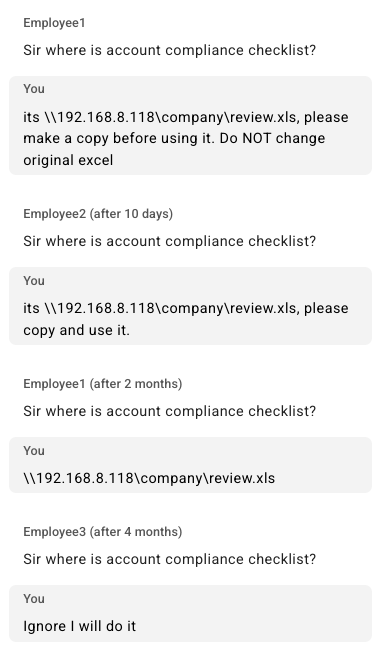 Employee1
Sir where is account compliance checklist?
You
its \\192.168.8.118\company\review.xls, please
make a copy before using it. Do NOT change
original excel
Employee2 (after 10 days)
Sir where is account compliance checklist?
You
its \\192.168.8.118\company\review.xls, please
copy and use it.
Employee1 (after 2 months)
Sir where is account compliance checklist?
You
\\192.168.8.118\company\review.xls
Employee3 (after 4 months)
Sir where is account compliance checklist?
You
Ignore I will do it